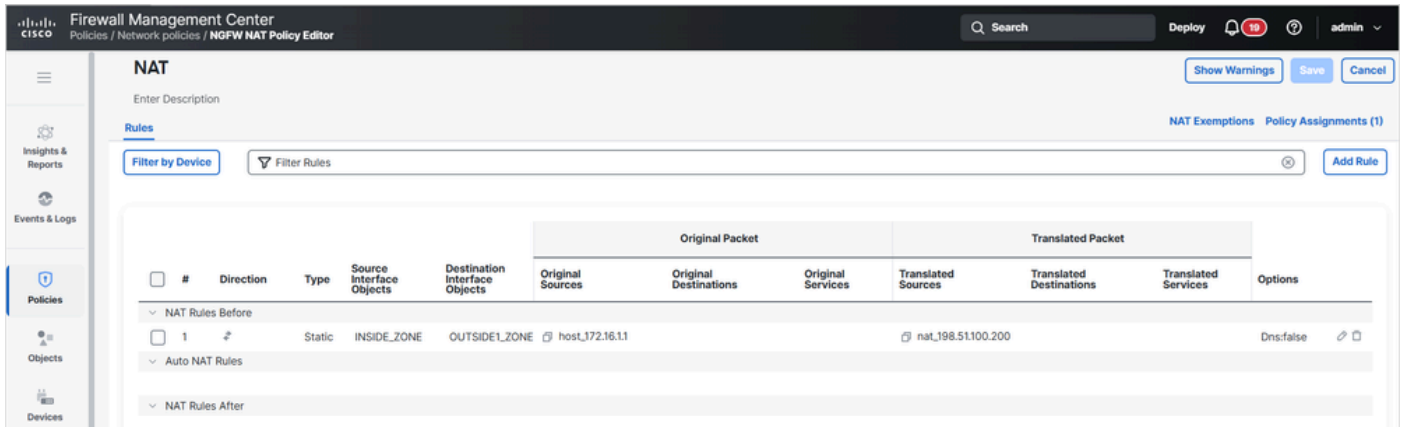 Firewall Management Center
CISCO Policies / Network policies / NGFW NAT Policy Editor
Search
Deploy 19 admin
NAT
Show Warnings Save Cancel
Enter Description
Rules
NAT Exemptions Policy Assignments (1)
Insights &
Reports
Filter by Device Filter Rules Add Rule
Events & Logs
Original Packet Translated Packet
# Direction Type Source Interface Objects Destination Interface Objects Original Sources Original Destinations Original Services Translated Sources Translated Destinations Translated Services Options
Policies
NAT Rules Before
1 Static INSIDE_ZONE OUTSIDE1_ZONE host_172.16.1.1 nat_198.51.100.200 Dns:false
Objects
Auto NAT Rules
NAT Rules After
Devices